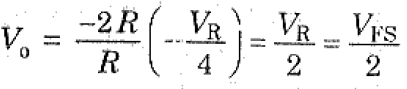 V_o = \frac{-2R}{R} \left( -\frac{V_R}{4} \right) = \frac{V_R}{2} = \frac{V_{FS}}{2}